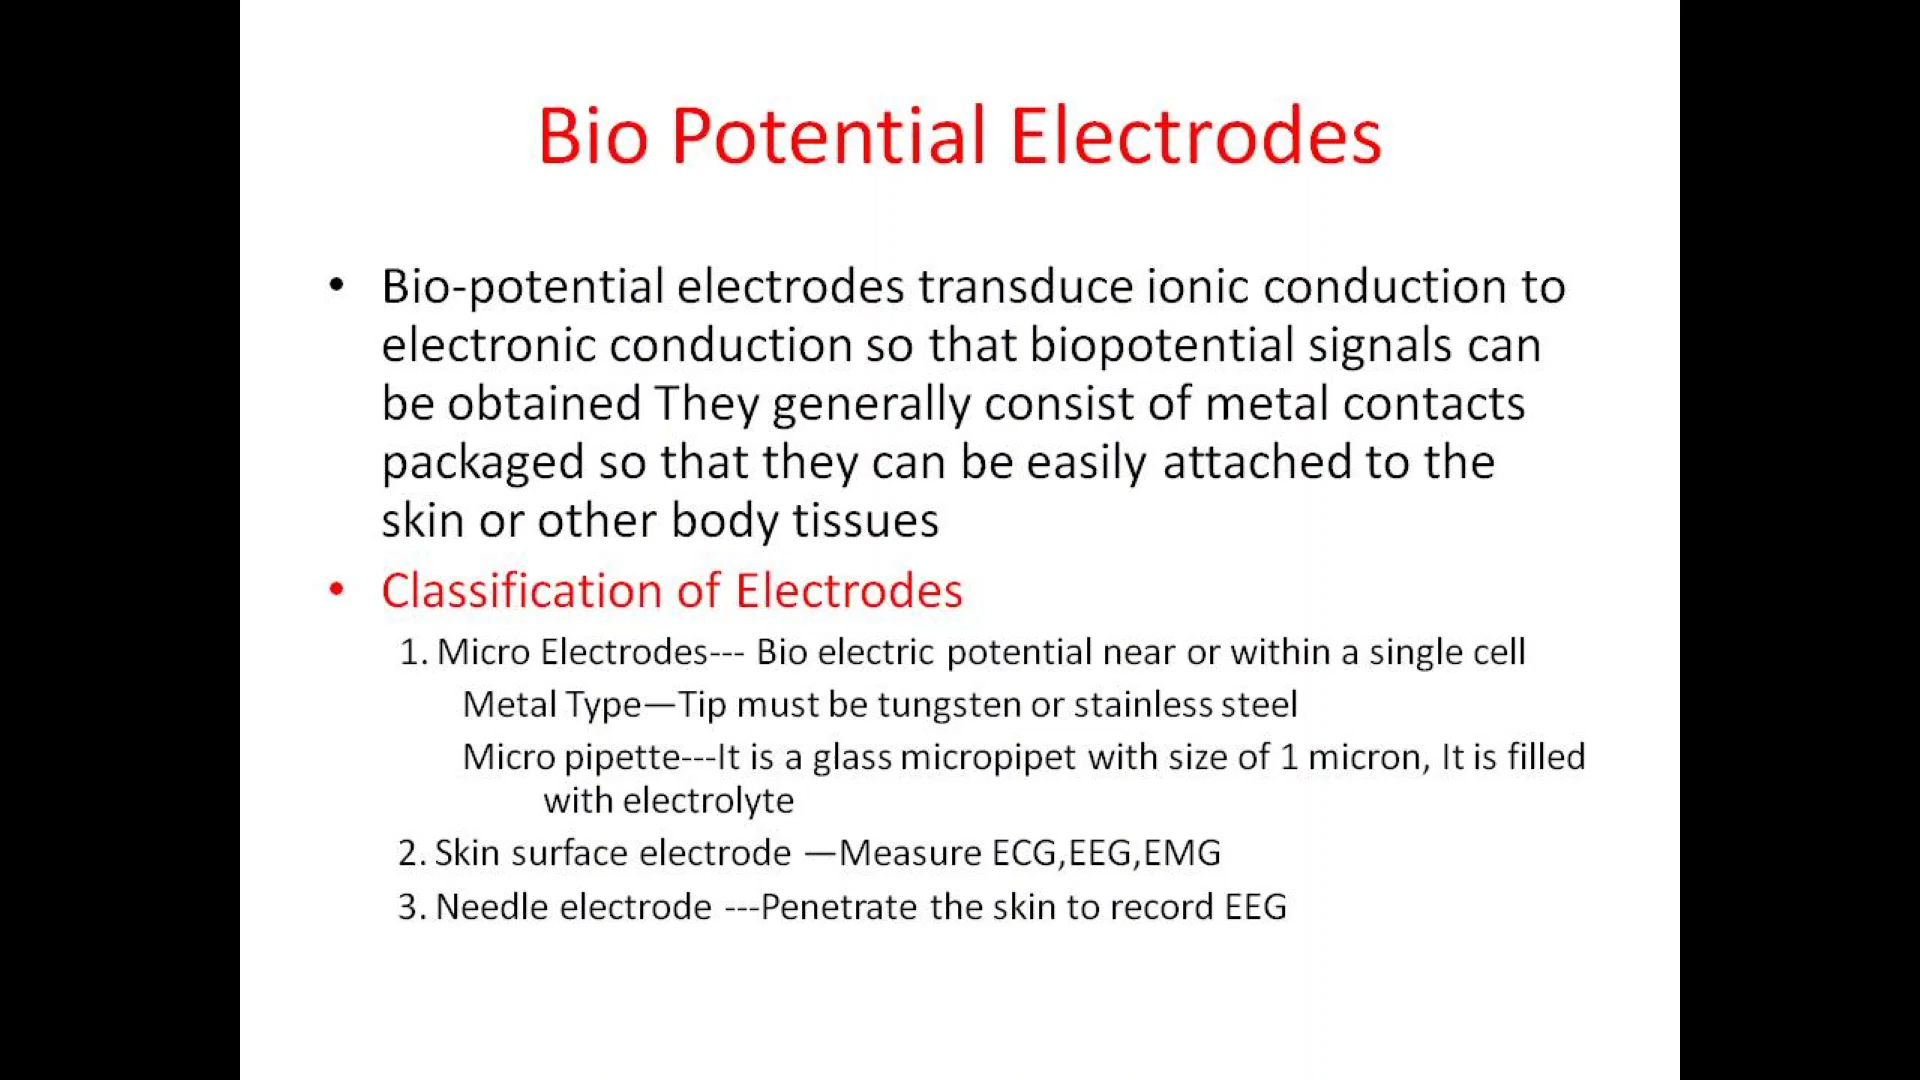 Bio Potential Electrodes
• Bio-potential electrodes transduce ionic conduction to
electronic conduction so that biopotential signals can
be obtained They generally consist of metal contacts
packaged so that they can be easily attached to the
skin or other body tissues
• Classification of Electrodes
1. Micro Electrodes--- Bio electric potential near or within a single cell
Metal Type—Tip must be tungsten or stainless steel
Micro pipette---It is a glass micropipet with size of 1 micron, It is filled
with electrolyte
2. Skin surface electrode —Measure ECG,EEG,EMG
3. Needle electrode ---Penetrate the skin to record EEG